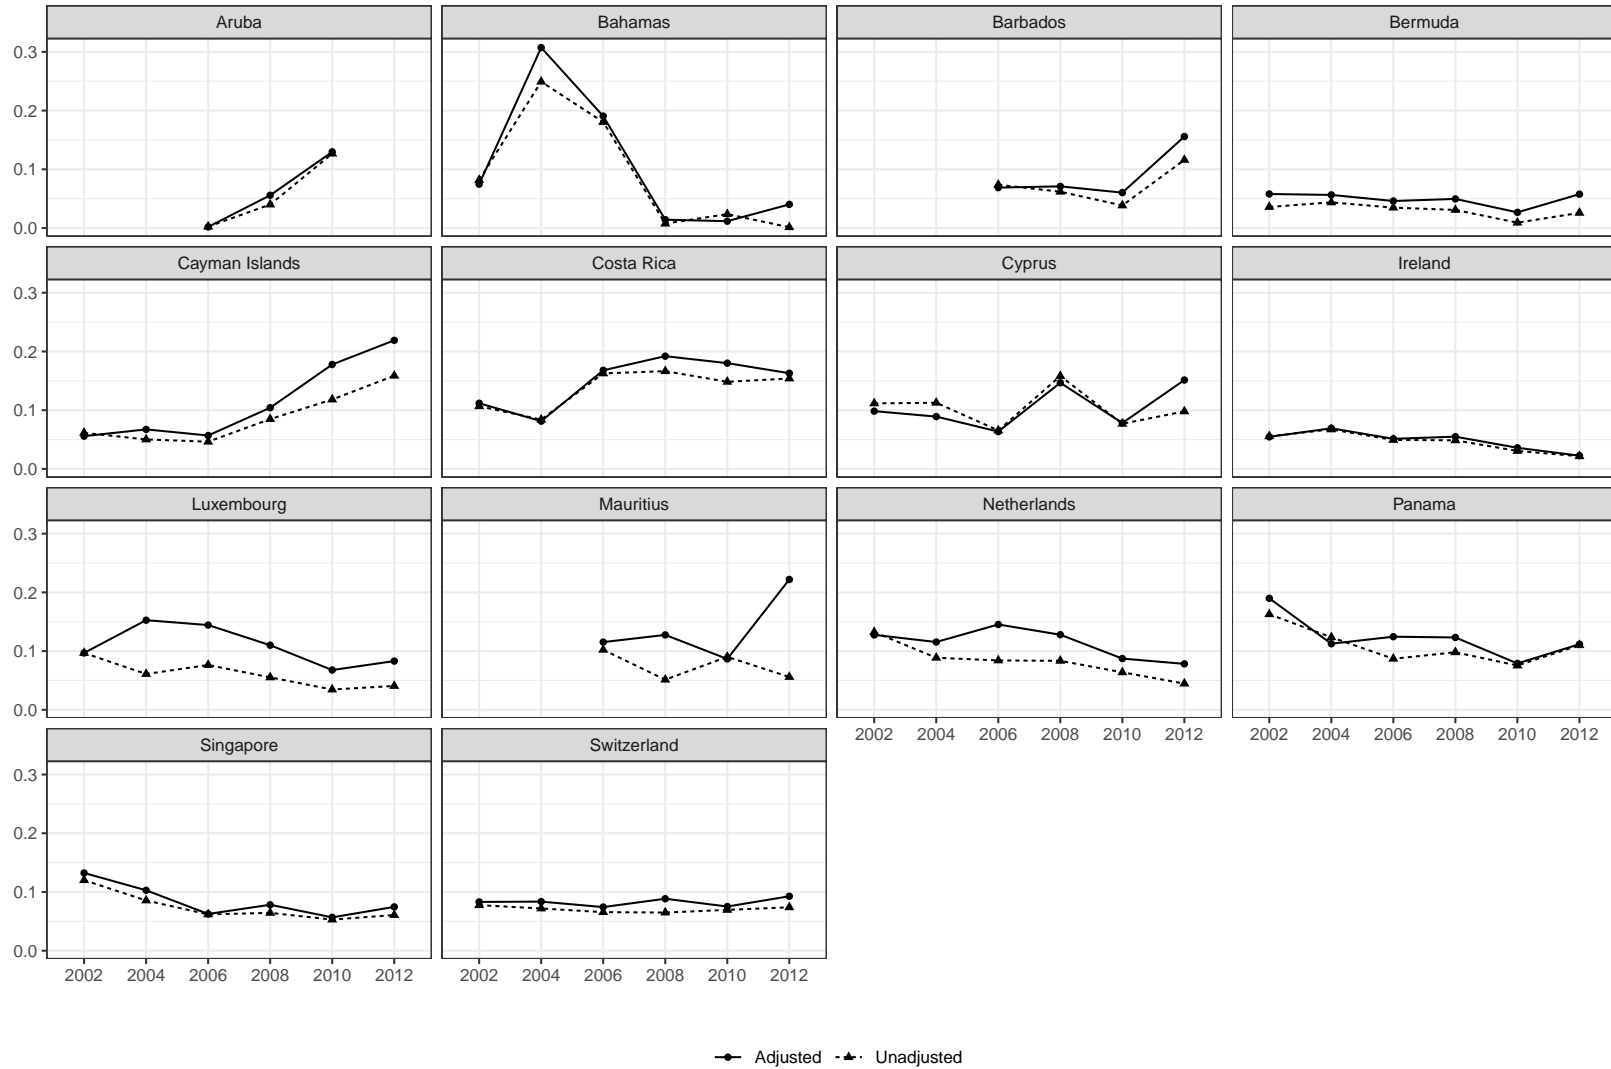 Aruba Bahamas Barbados Bermuda
0.3
0.2
0.1
0.0
Cayman Islands Costa Rica Cyprus Ireland
0.3
0.2
0.1
0.0
Luxembourg Mauritius Netherlands Panama
0.3
0.2
0.1
0.0
2002 2004 2006 2008 2010 2012 2002 2004 2006 2008 2010 2012
Singapore Switzerland
0.3
0.2
0.1
0.0
2002 2004 2006 2008 2010 2012 2002 2004 2006 2008 2010 2012
Adjusted Unadjusted